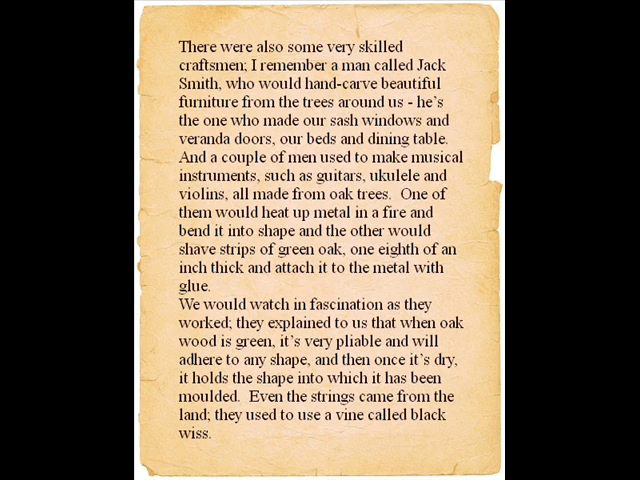 There were also some very skilled
craftsmen; I remember a man called Jack
Smith, who would hand-carve beautiful
furniture from the trees around us - he's
the one who made our sash windows and
veranda doors, our beds and dining table.
And a couple of men used to make musical
instruments, such as guitars, ukulele and
violins, all made from oak trees.  One of
them would heat up metal in a fire and
bend it into shape and the other would
shave strips of green oak, one eighth of an
inch thick and attach it to the metal with
glue.
We would watch in fascination as they
worked; they explained to us that when oak
wood is green, it's very pliable and will
adhere to any shape, and then once it's dry,
it holds the shape into which it has been
moulded.  Even the strings came from the
land; they used to use a vine called black
wiss.